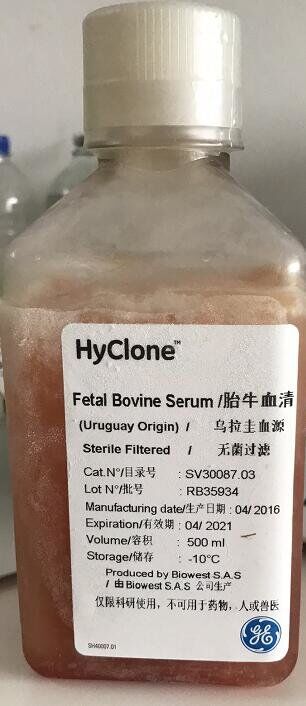 HyClone™
Fetal Bovine Serum /胎牛血清
(Uruguay Origin) / 乌拉圭血源
Sterile Filtered / 无菌过滤
Cat.N°/目录号 : SV30087.03
Lot N°/批号 : RB35934
Manufacturing date/生产日期 : 04/ 2016
Expiration/有效期 : 04/ 2021
Volume/容积 : 500 ml
Storage/储存 : -10°C
Produced by Biowest S.A.S
/ 由 Biowest S.A.S 公司生产
仅限科研使用，不可用于药物，人或兽医
SH40007.01
GE